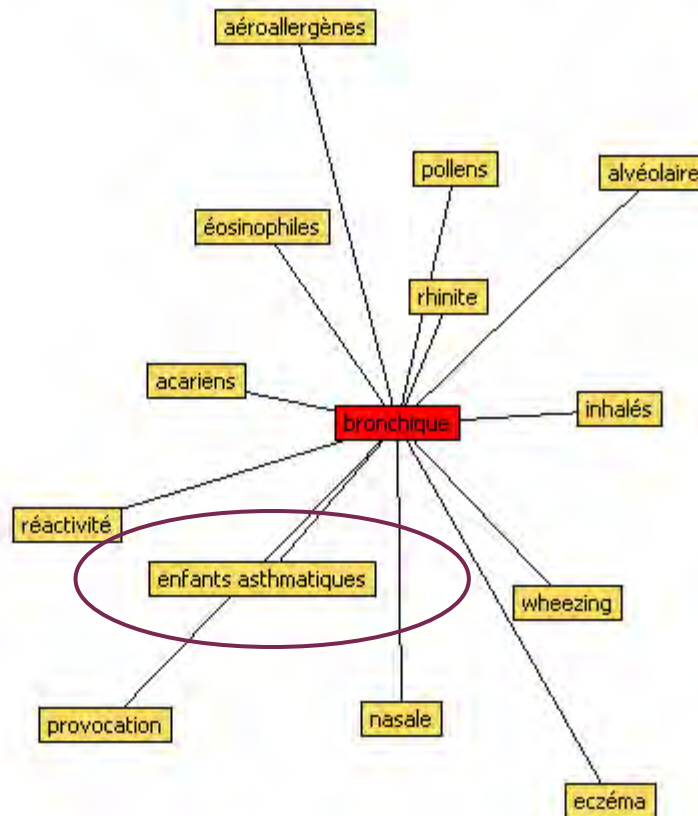 aéroallergènes
pollens
alvéolaire
éosinophiles
rhinite
acariens
inhalés
bronchique
réactivité
enfants asthmatiques
wheezing
provocation
nasale
eczéma